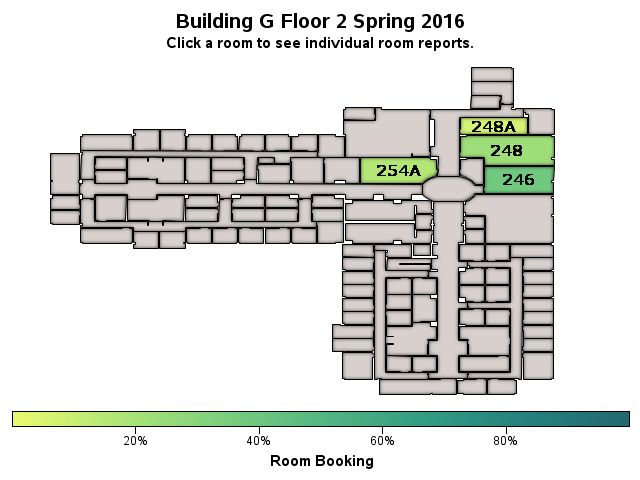 Building G Floor 2 Spring 2016
Click a room to see individual room reports.
248A
248
254A
246
20%
40%
60%
80%
Room Booking